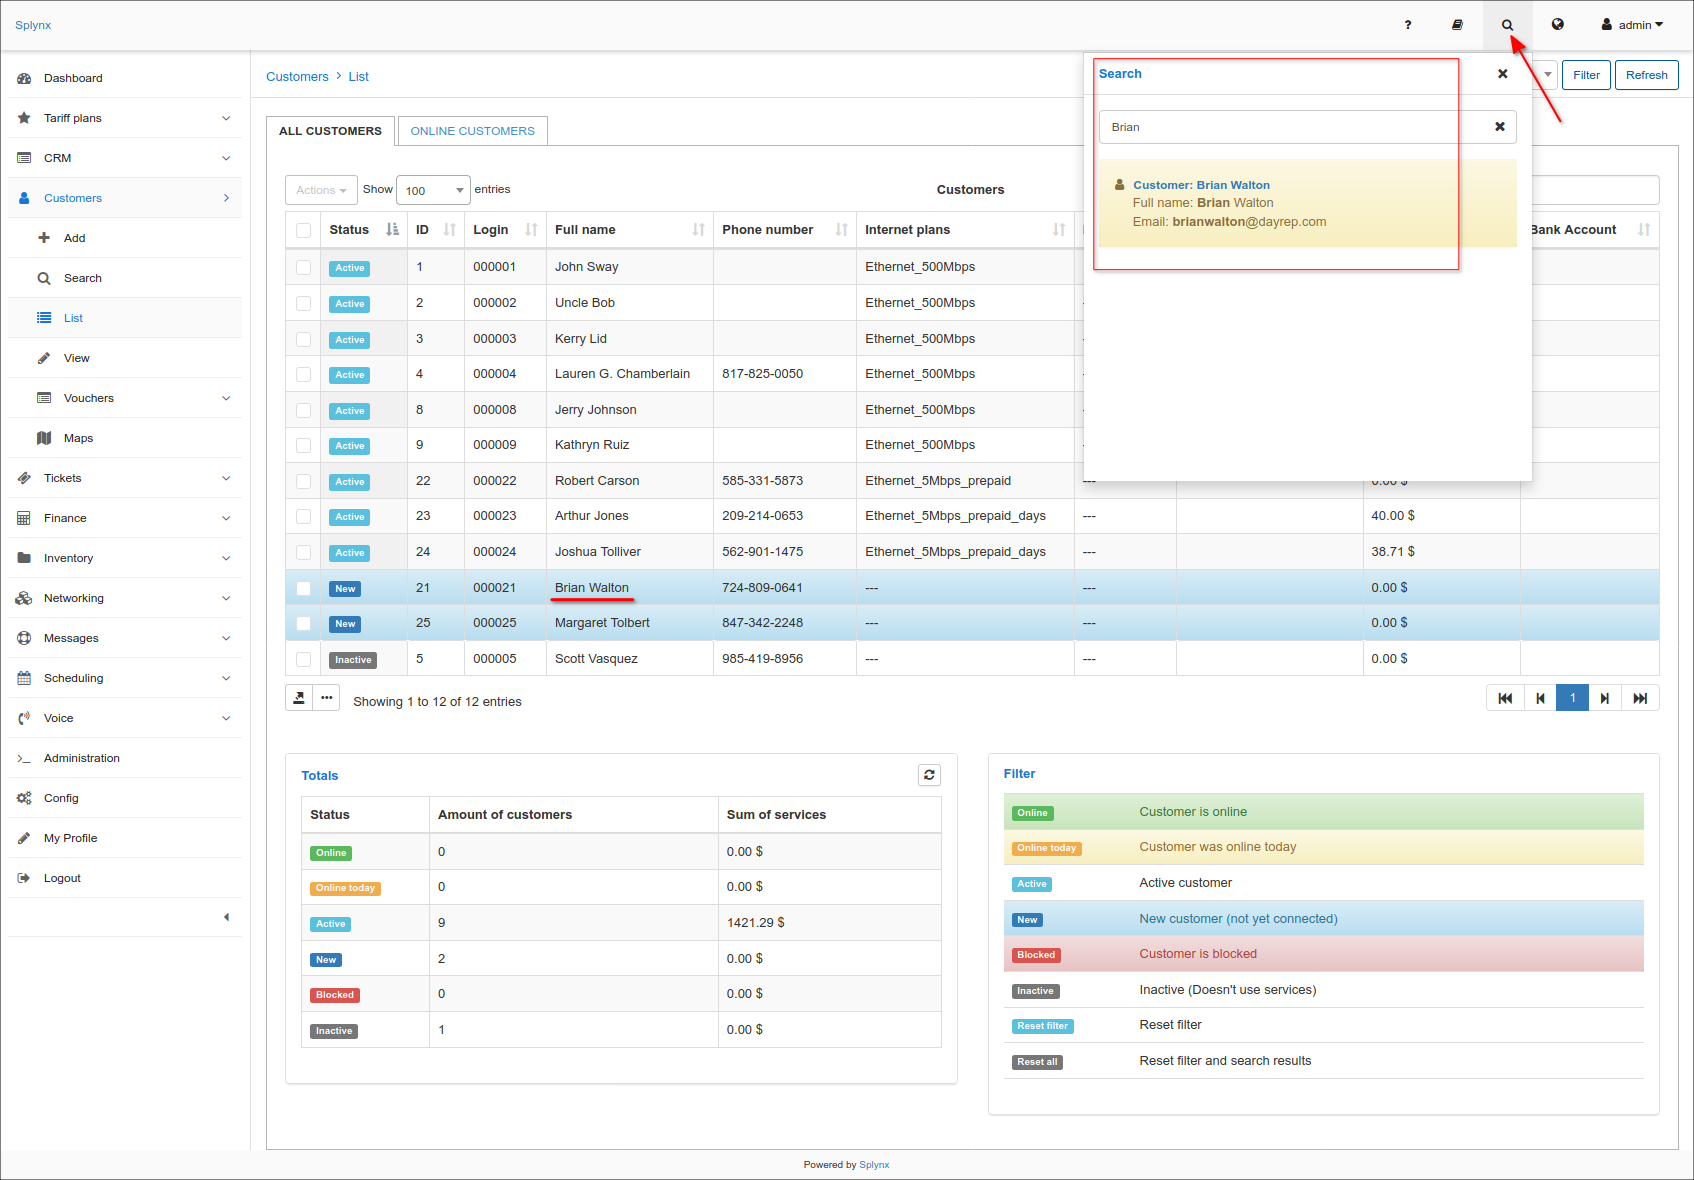 Splynx
? admin
Dashboard
Tariff plans
CRM
Customers
Add
Search
List
View
Vouchers
Maps
Tickets
Finance
Inventory
Networking
Messages
Scheduling
Voice
Administration
Config
My Profile
Logout
Customers > List
Filter Refresh
Search
Brian
Customer: Brian Walton
Full name: Brian Walton
Email: brianwalton@dayrep.com
ALL CUSTOMERS ONLINE CUSTOMERS
Actions Show 100 entries Customers
Status ID Login Full name Phone number Internet plans Bank Account
Active 1 000001 John Sway Ethernet_500Mbps
Active 2 000002 Uncle Bob Ethernet_500Mbps
Active 3 000003 Kerry Lid Ethernet_500Mbps
Active 4 000004 Lauren G. Chamberlain 817-825-0050 Ethernet_500Mbps
Active 8 000008 Jerry Johnson Ethernet_500Mbps
Active 9 000009 Kathryn Ruiz Ethernet_500Mbps
Active 22 000022 Robert Carson 585-331-5873 Ethernet_5Mbps_prepaid --- 0.00 $
Active 23 000023 Arthur Jones 209-214-0653 Ethernet_5Mbps_prepaid_days --- 40.00 $
Active 24 000024 Joshua Tolliver 562-901-1475 Ethernet_5Mbps_prepaid_days --- 38.71 $
New 21 000021 Brian Walton 724-809-0641 --- --- 0.00 $
New 25 000025 Margaret Tolbert 847-342-2248 --- --- 0.00 $
Inactive 5 000005 Scott Vasquez 985-419-8956 --- --- 0.00 $
Showing 1 to 12 of 12 entries
1
Totals
Status Amount of customers Sum of services
Online 0 0.00 $
Online today 0 0.00 $
Active 9 1421.29 $
New 2 0.00 $
Blocked 0 0.00 $
Inactive 1 0.00 $
Filter
Online Customer is online
Online today Customer was online today
Active Active customer
New New customer (not yet connected)
Blocked Customer is blocked
Inactive Inactive (Doesn't use services)
Reset filter Reset filter
Reset all Reset filter and search results
Powered by Splynx